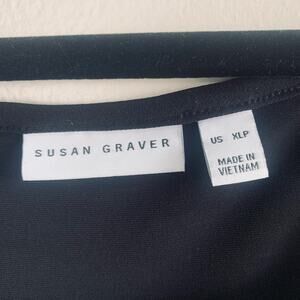 SUSAN GRAVER
US XLP
MADE IN
VIETNAM